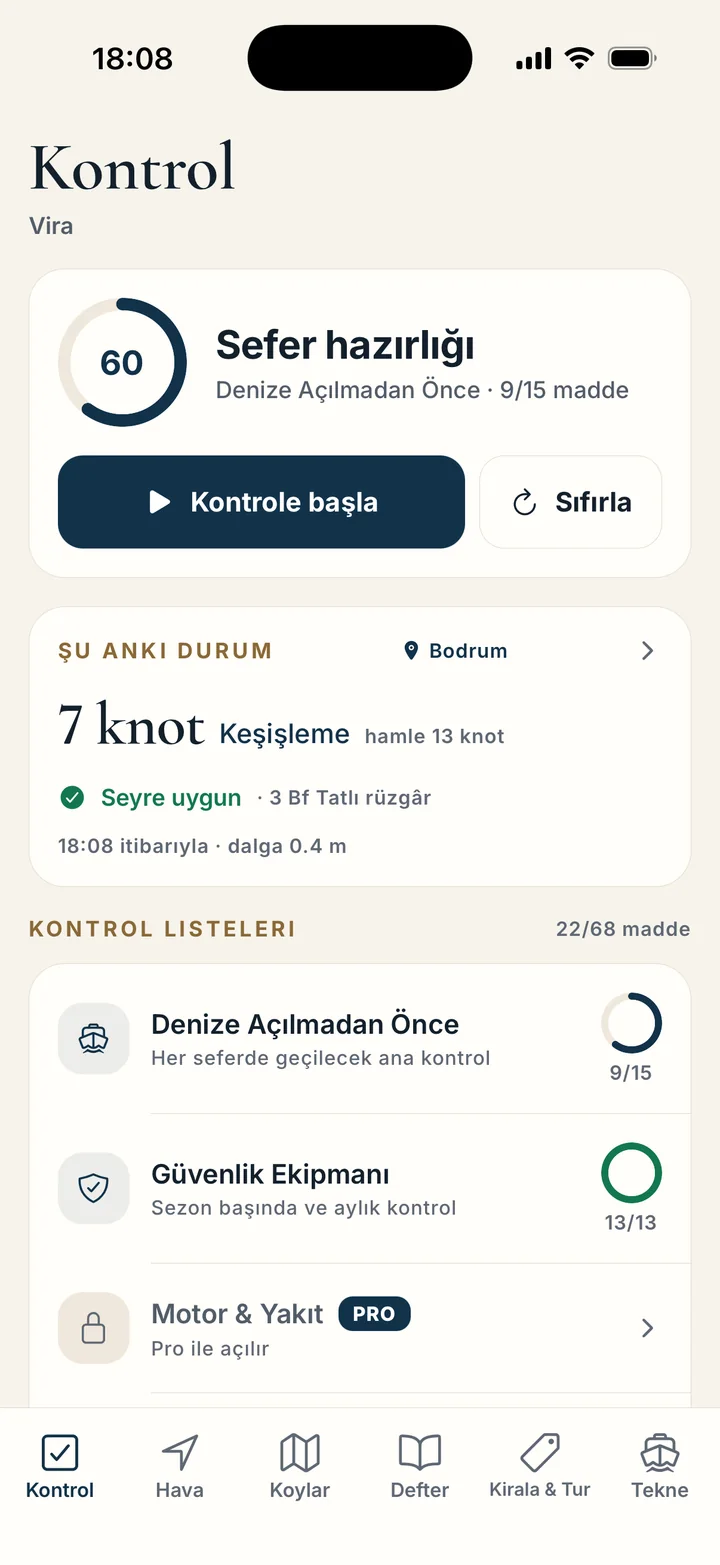 18:08
Kontrol
Vira
60
Sefer hazırlığı
Denize Açılmadan Önce · 9/15 madde
Kontrole başla
Sıfırla
ŞU ANKI DURUM
Bodrum
7 knot Keşişleme hamle 13 knot
Seyre uygun · 3 Bf Tatlı rüzgâr
18:08 itibarıyla · dalga 0.4 m
KONTROL LISTELERI
22/68 madde
Denize Açılmadan Önce
Her seferde geçilecek ana kontrol
9/15
Güvenlik Ekipmanı
Sezon başında ve aylık kontrol
13/13
Motor & Yakıt PRO
Pro ile açılır
Kontrol
Hava
Koylar
Defter
Kirala & Tur
Tekne